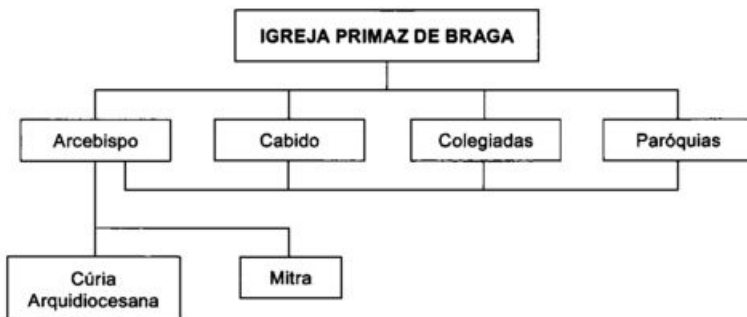 IGREJA PRIMAZ DE BRAGA
Arcebispo
Cabido
Colegiadas
Paróquias
Cúria
Arquidiocesana
Mitra